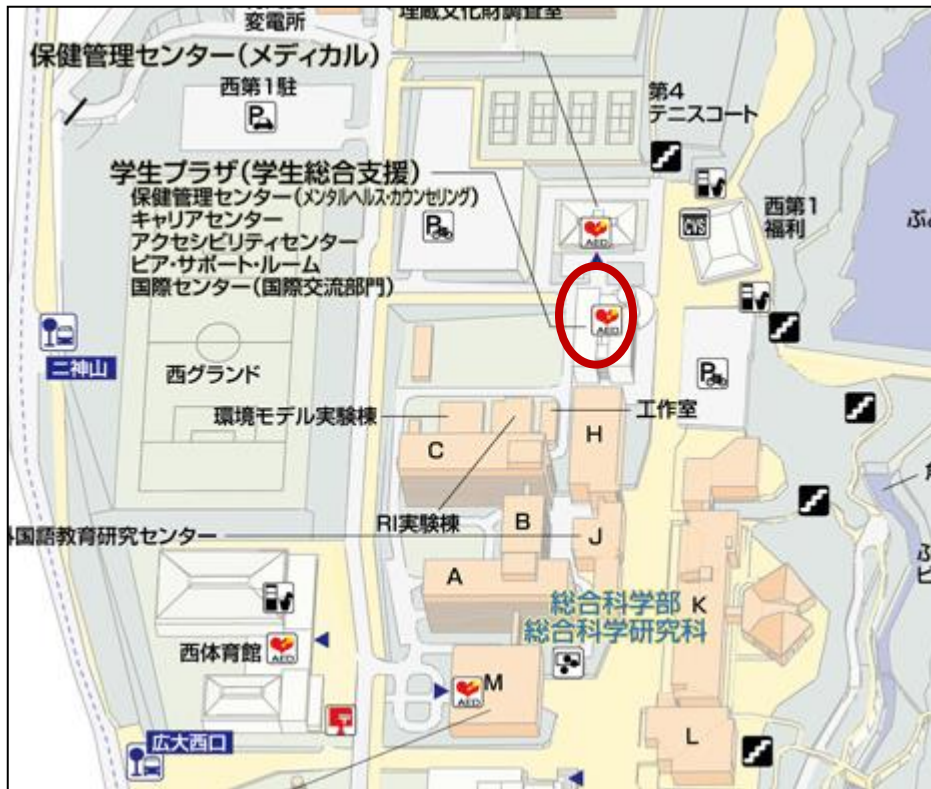 変電所
埋蔵文化財調査室
保健管理センター(メディカル)
西第1駐
P
第4
テニスコート
学生プラザ(学生総合支援)
保健管理センター(メンタルヘルス・カウンセリング)
キャリアセンター
アクセシビリティセンター
ピア・サポート・ルーム
国際センター(国際交流部門)
P
AED
CVS
西第1
福利
AED
二神山
西グランド
P
環境モデル実験棟
工作室
C
H
RI実験棟
B
J
国語教育研究センター
A
総合科学部
総合科学研究科
K
西体育館
AED
AED
M
L
広大西口